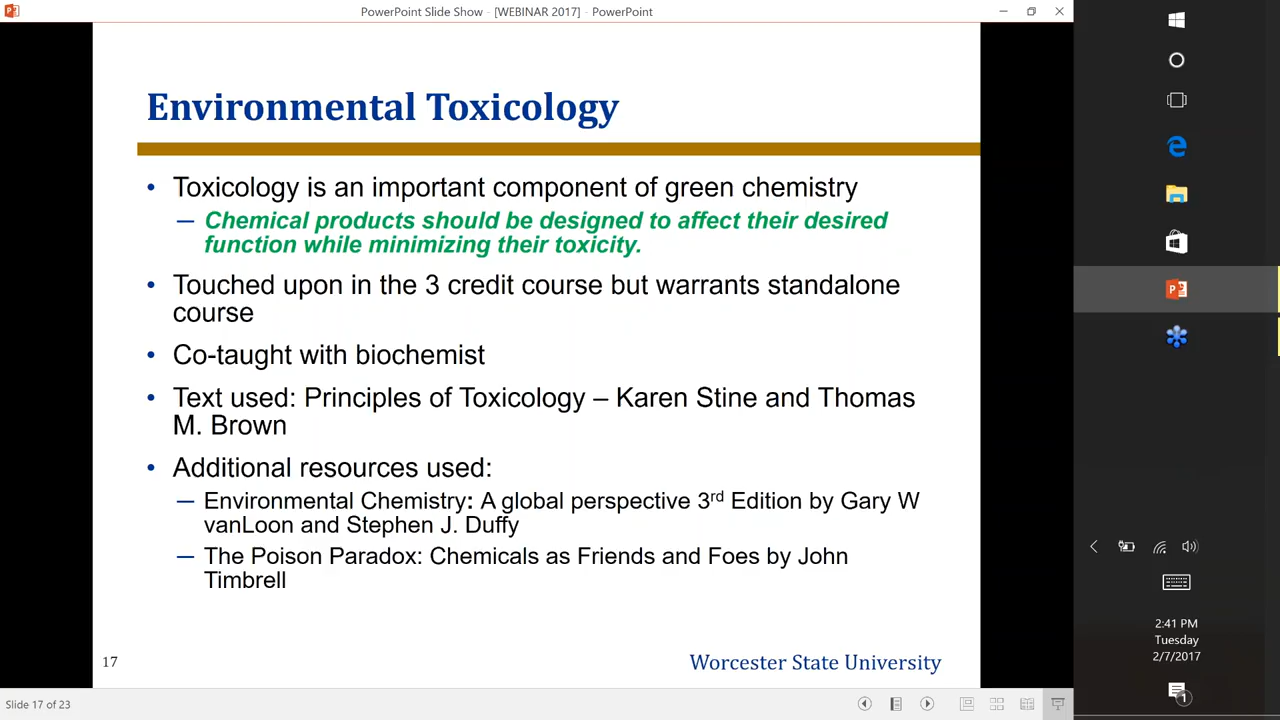 PowerPoint Slide Show - [WEBINAR 2017] - PowerPoint
Environmental Toxicology
• Toxicology is an important component of green chemistry
– Chemical products should be designed to affect their desired
function while minimizing their toxicity.
• Touched upon in the 3 credit course but warrants standalone
course
• Co-taught with biochemist
• Text used: Principles of Toxicology – Karen Stine and Thomas
M. Brown
• Additional resources used:
– Environmental Chemistry: A global perspective 3rd Edition by Gary W
vanLoon and Stephen J. Duffy
– The Poison Paradox: Chemicals as Friends and Foes by John
Timbrell
17
Worcester State University
Slide 17 of 23
2:41 PM
Tuesday
2/7/2017
1